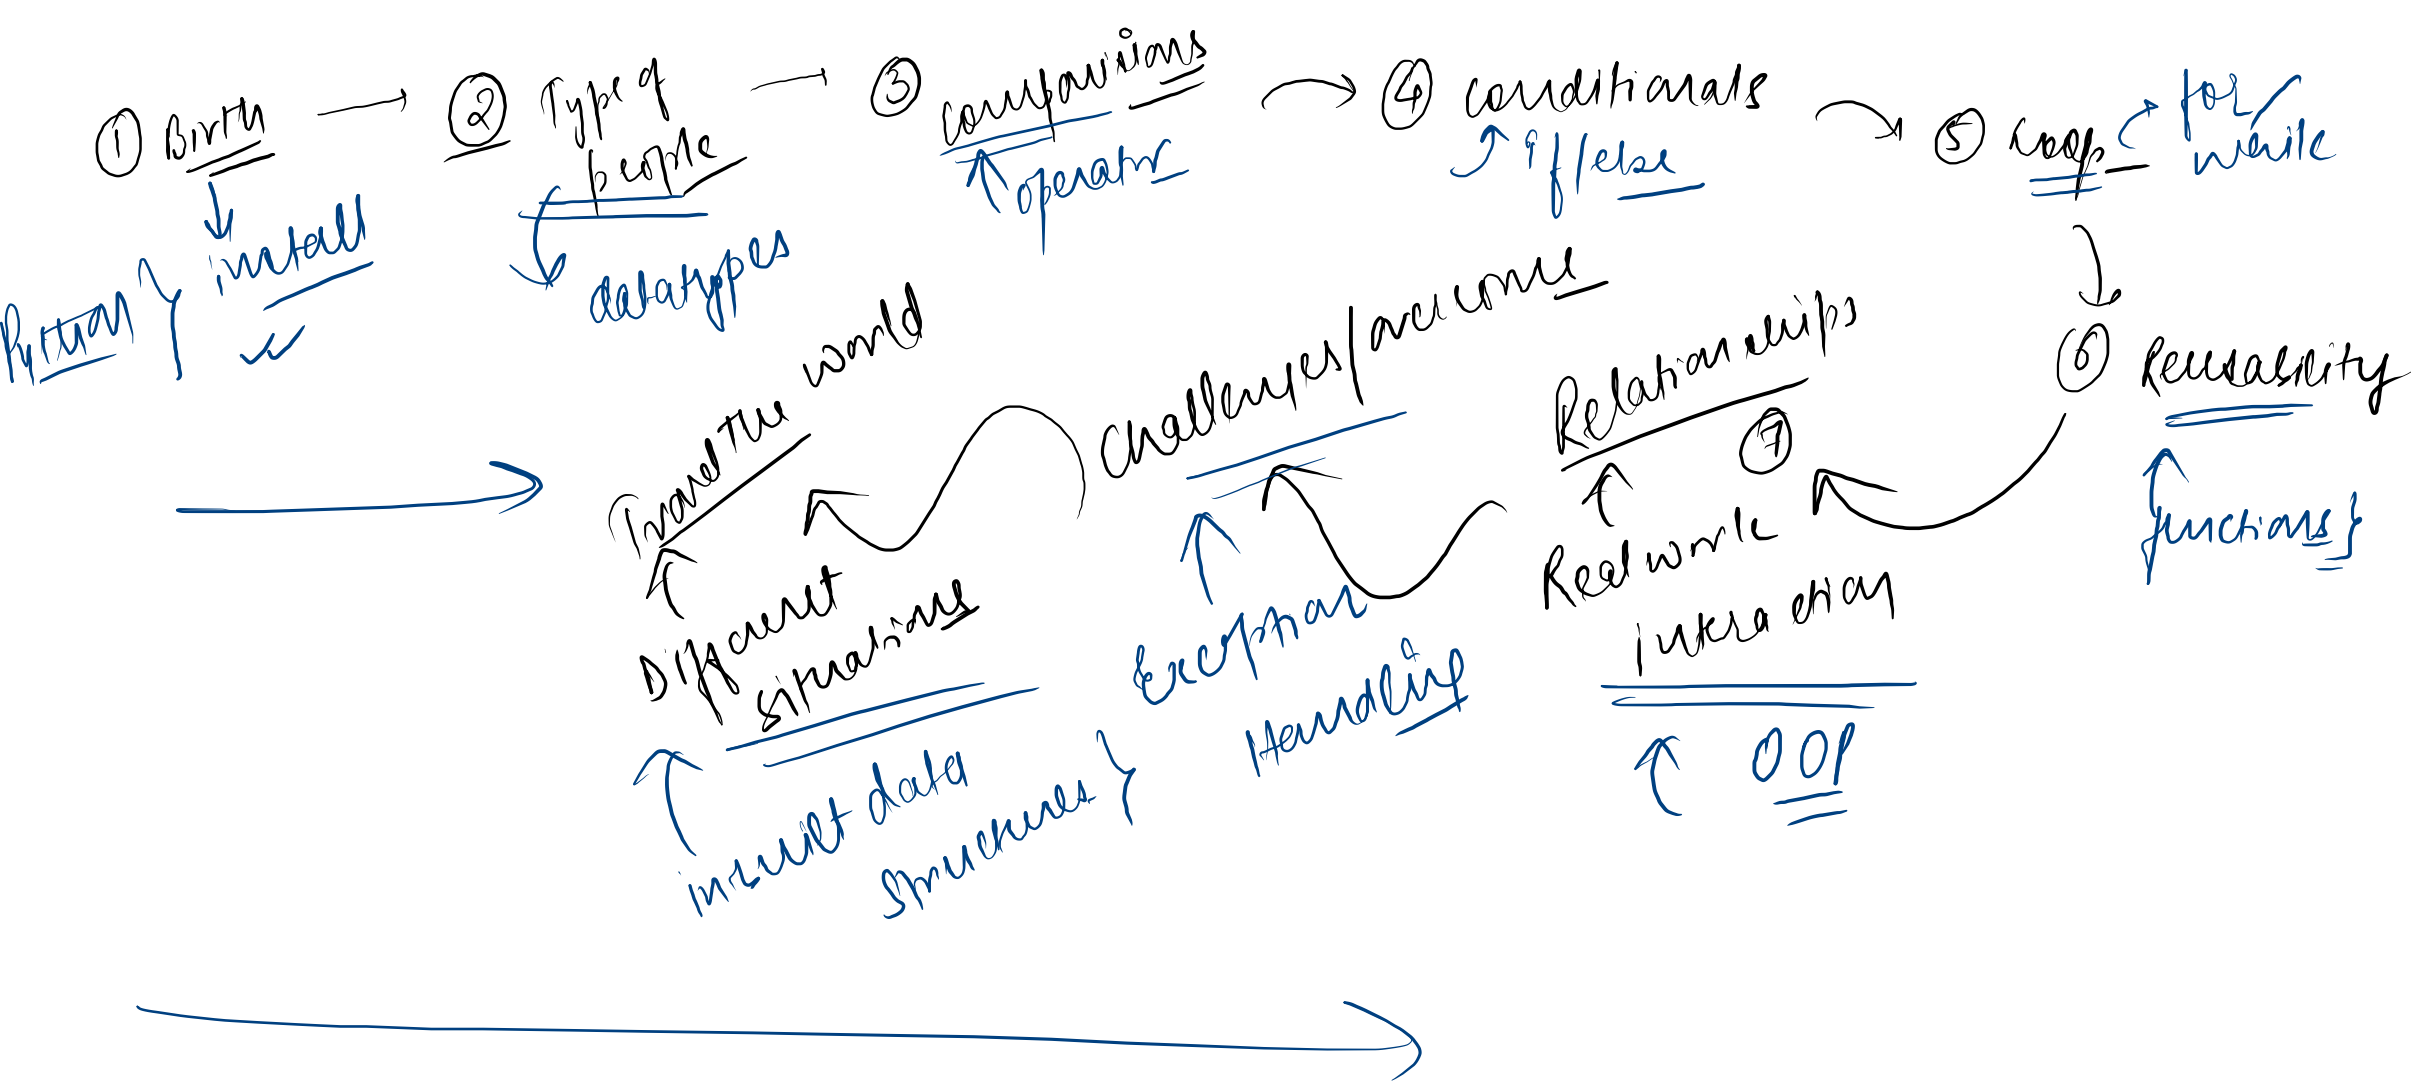 ① Birth
install
Python }
② Type of
people
datatypes
③ comparisions
operator
④ conditionals
if/else
⑤ Loop
for/
while
⑥ Reusability
functions}
Relationships
⑦
Real world
interaction
OOP
Challenges/overcome
Exception
Handling
Travel the world
Different
situations
inbuilt data
structures }